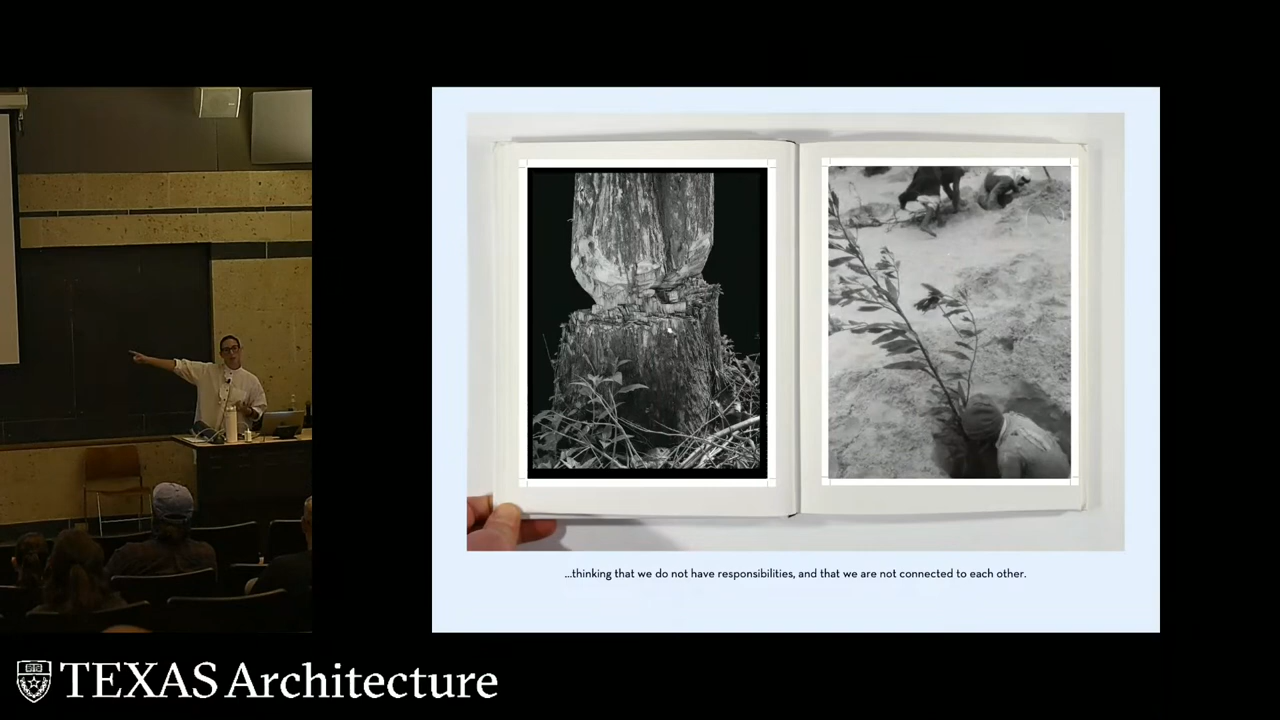 ...thinking that we do not have responsibilities, and that we are not connected to each other.
TEXAS Architecture